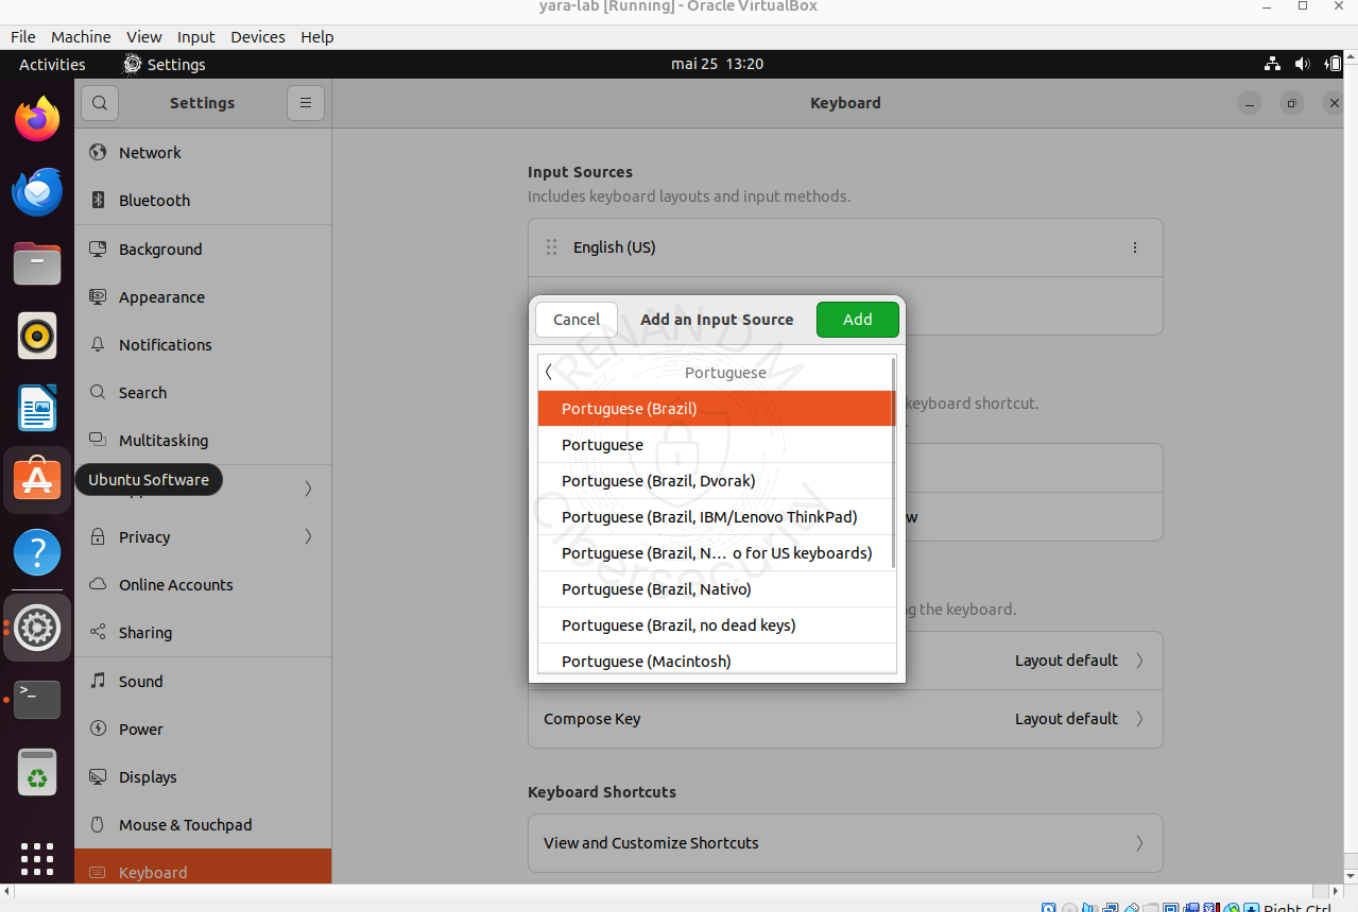 yara-lab [Running] - Oracle VirtualBox
File Machine View Input Devices Help
Activities Settings mai 25 13:20
Settings
Keyboard
Network
Bluetooth
Background
Appearance
Notifications
Search
Multitasking
Ubuntu Software
Privacy
Online Accounts
Sharing
Sound
Power
Displays
Mouse & Touchpad
Keyboard
Input Sources
Includes keyboard layouts and input methods.
English (US)
Cancel Add an Input Source Add
Portuguese
Portuguese (Brazil)
Portuguese
Portuguese (Brazil, Dvorak)
Portuguese (Brazil, IBM/Lenovo ThinkPad)
Portuguese (Brazil, N... o for US keyboards)
Portuguese (Brazil, Nativo)
Portuguese (Brazil, no dead keys)
Portuguese (Macintosh)
RENAN D M
Cibersecurity
keyboard shortcut.
w
g the keyboard.
Layout default
Compose Key Layout default
Keyboard Shortcuts
View and Customize Shortcuts
Right Ctrl